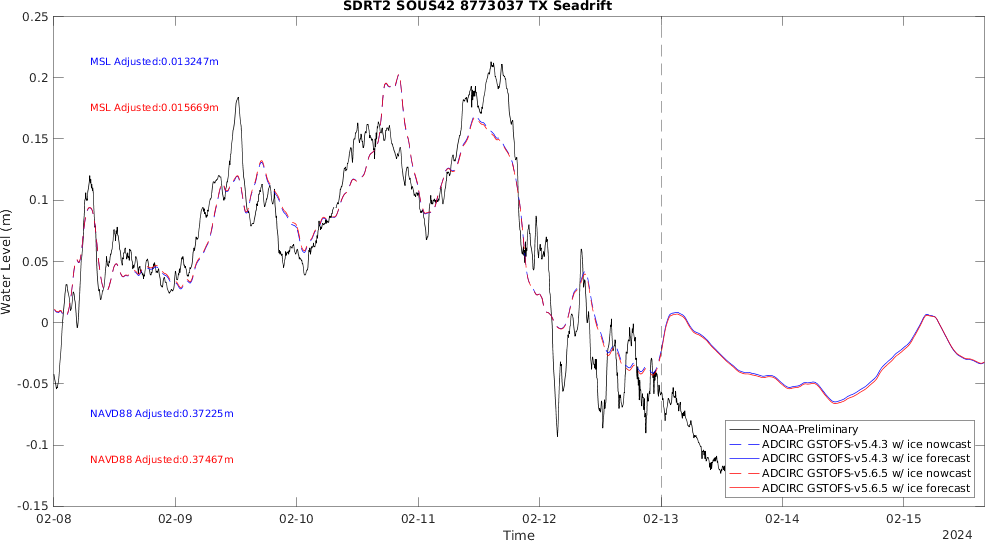 SDRT2 SOUS42 8773037 TX Seadrift
0.25
0.2
0.15
0.1
0.05
0
-0.05
-0.1
-0.15
Water Level (m)
MSL Adjusted:0.013247m
MSL Adjusted:0.015669m
NAVD88 Adjusted:0.37225m
NAVD88 Adjusted:0.37467m
NOAA-Preliminary
ADCIRC GSTOFS-v5.4.3 w/ ice nowcast
ADCIRC GSTOFS-v5.4.3 w/ ice forecast
ADCIRC GSTOFS-v5.6.5 w/ ice nowcast
ADCIRC GSTOFS-v5.6.5 w/ ice forecast
02-08 02-09 02-10 02-11 02-12 02-13 02-14 02-15
Time
2024